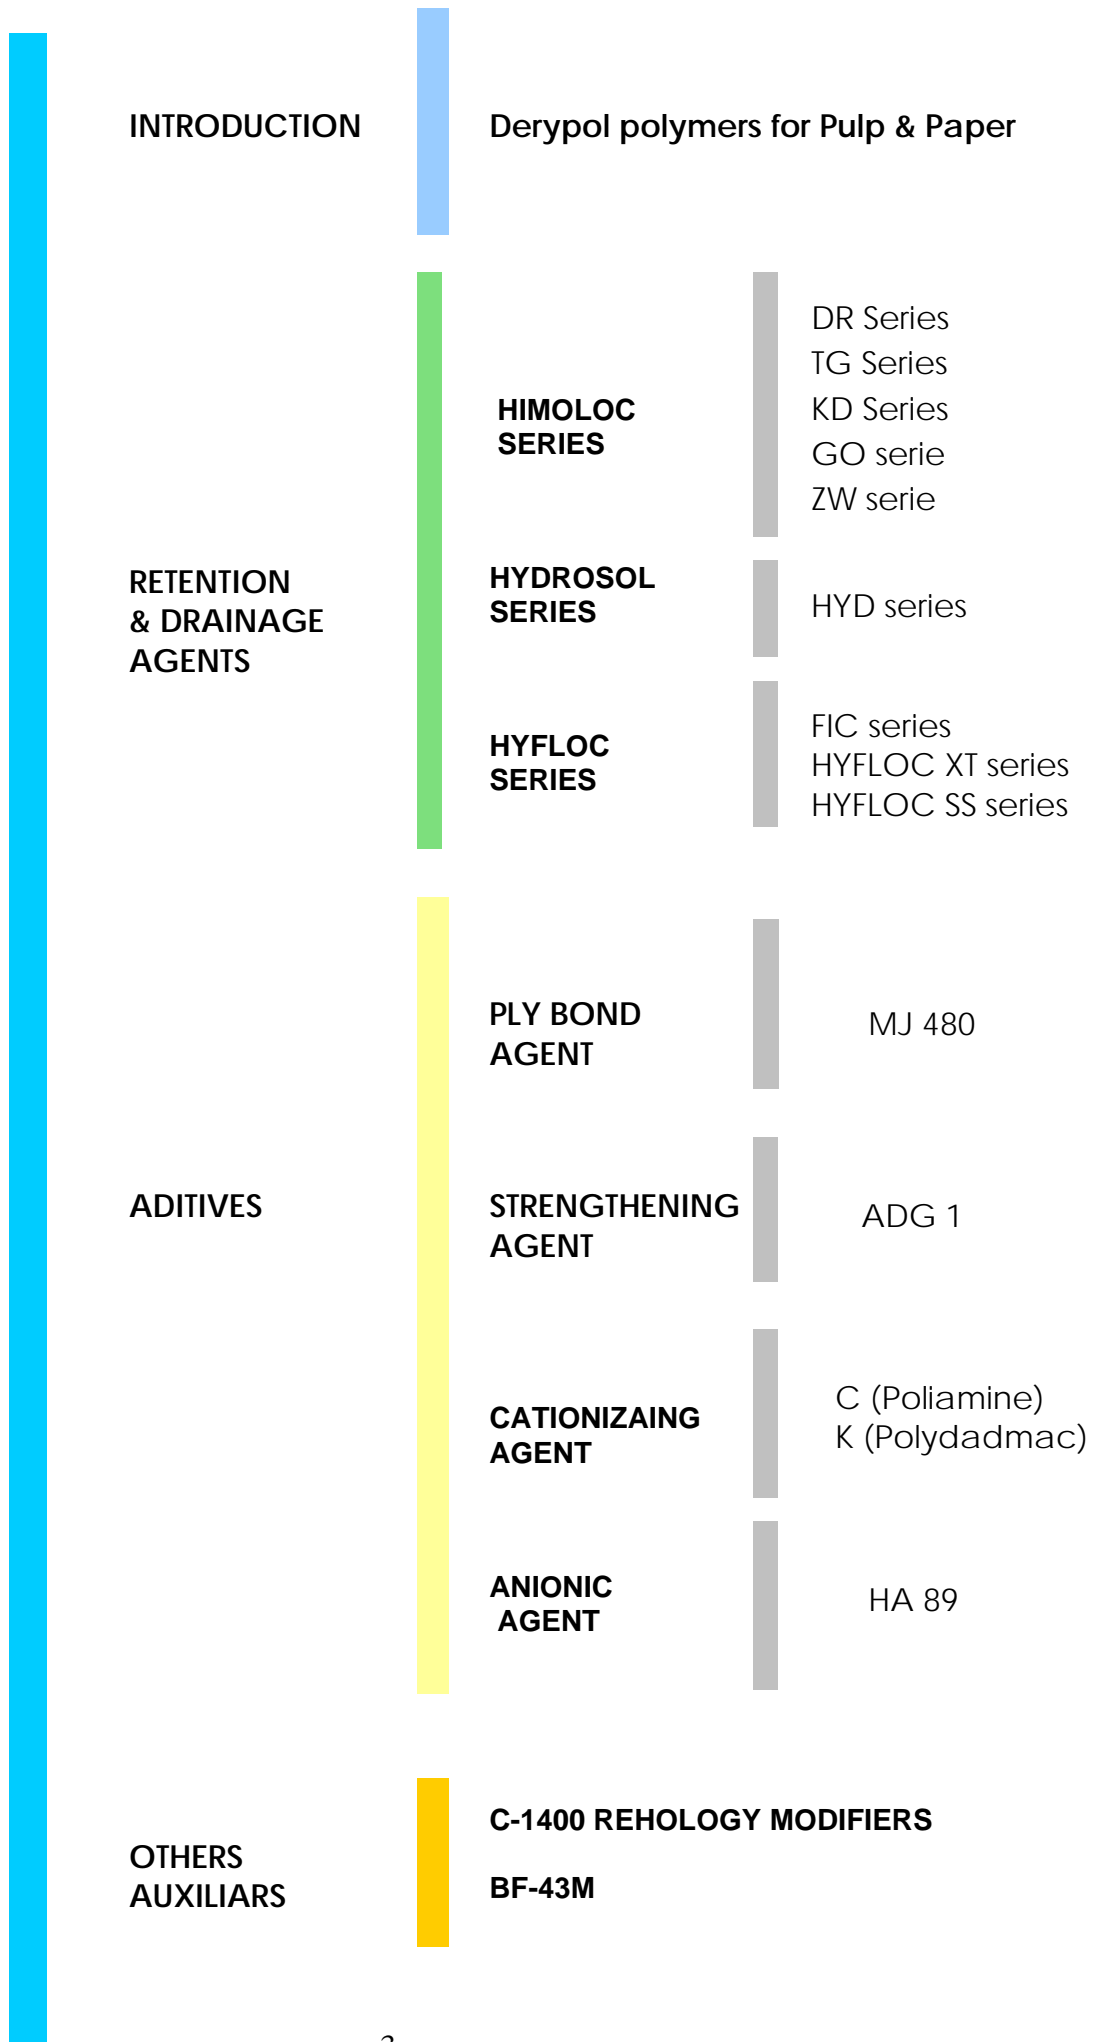 INTRODUCTION
Derypol polymers for Pulp & Paper
RETENTION
& DRAINAGE
AGENTS
HIMOLOC
SERIES
DR Series
TG Series
KD Series
GO serie
ZW serie
HYDROSOL
SERIES
HYD series
HYFLOC
SERIES
FIC series
HYFLOC XT series
HYFLOC SS series
ADITIVES
PLY BOND
AGENT
MJ 480
STRENGTHENING
AGENT
ADG 1
CATIONIZAING
AGENT
C (Poliamine)
K (Polydadmac)
ANIONIC
AGENT
HA 89
OTHERS
AUXILIARS
C-1400 REHOLOGY MODIFIERS
BF-43M